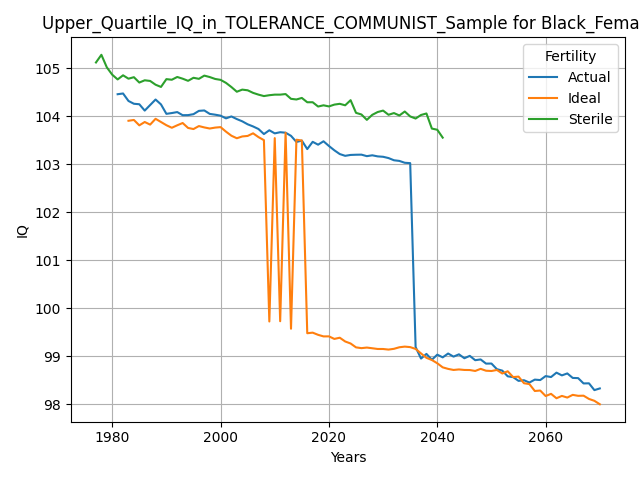 Upper_Quartile_IQ_in_TOLERANCE_COMMUNIST_Sample for Black_Fema
Fertility
Actual
Ideal
Sterile
105
104
103
102
101
100
99
98
IQ
1980 2000 2020 2040 2060
Years